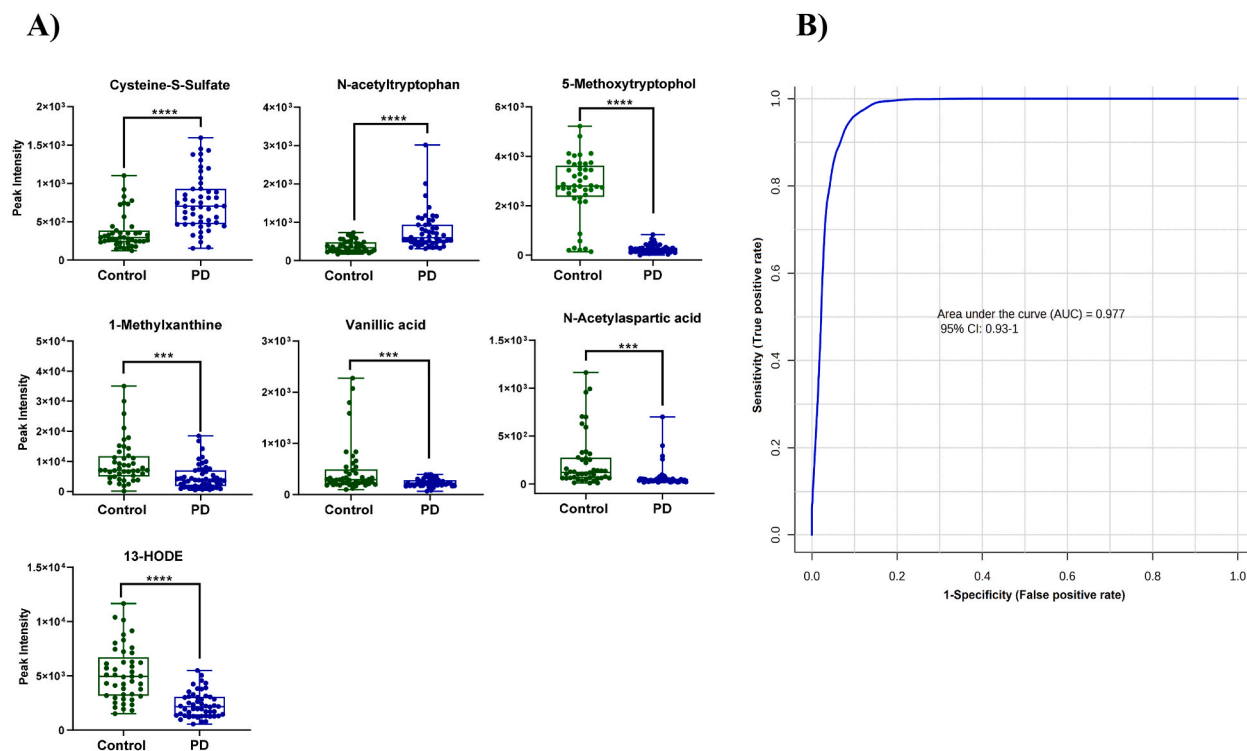 A)
B)
Cysteine-S-Sulfate
2×10³
1.5×10³
1×10³
5×10²
0
Peak Intensity
****
Control
PD
N-acetyltryptophan
4×10³
3×10³
2×10³
1×10³
0
****
Control
PD
5-Methoxytryptophol
6×10³
4×10³
2×10³
0
****
Control
PD
1-Methylxanthine
5×10⁴
4×10⁴
3×10⁴
2×10⁴
1×10⁴
0
Peak Intensity
***
Control
PD
Vanillic acid
3×10³
2×10³
1×10³
0
***
Control
PD
N-Acetylaspartic acid
1.5×10³
1×10³
5×10²
0
***
Control
PD
13-HODE
1.5×10⁴
1×10⁴
5×10³
0
Peak Intensity
****
Control
PD
Sensitivity (True positive rate)
1.0
0.8
0.6
0.4
0.2
0.0
Area under the curve (AUC) = 0.977
95% CI: 0.93-1
0.0
0.2
0.4
0.6
0.8
1.0
1-Specificity (False positive rate)